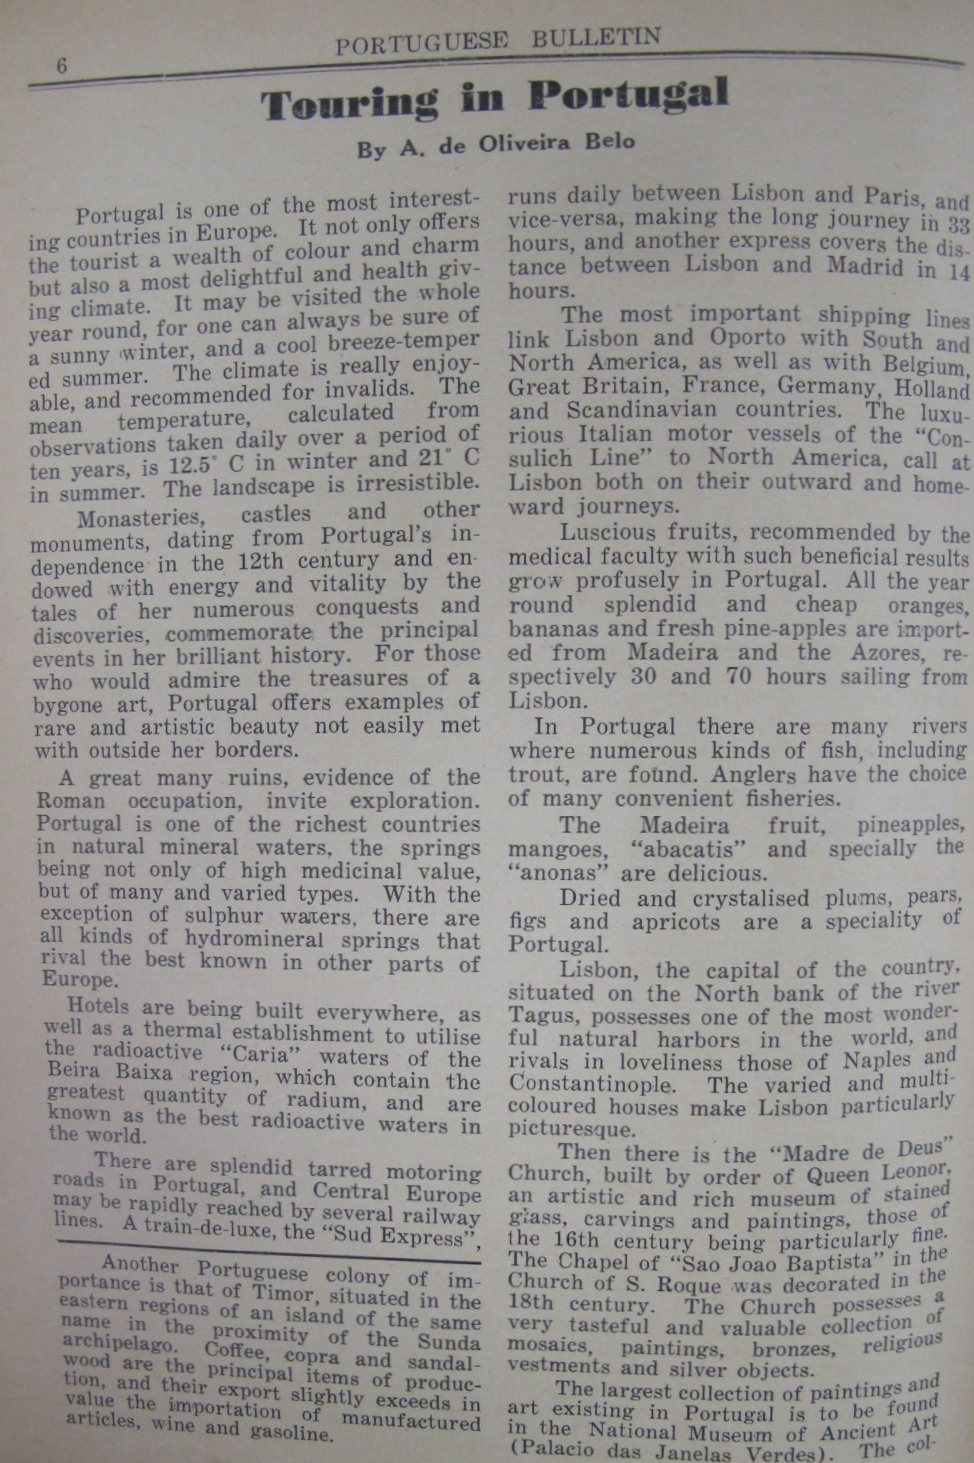 6
PORTUGUESE BULLETIN
Touring in Portugal
By A. de Oliveira Belo
Portugal is one of the most interest-
ing countries in Europe. It not only offers
the tourist a wealth of colour and charm
but also a most delightful and health giv-
ing climate. It may be visited the whole
year round, for one can always be sure of
a sunny winter, and a cool breeze-temper
ed summer. The climate is really enjoy-
able, and recommended for invalids. The
mean temperature, calculated from
observations taken daily over a period of
ten years, is 12.5° C in winter and 21° C
in summer. The landscape is irresistible.
Monasteries, castles and other
monuments, dating from Portugal's in-
dependence in the 12th century and en-
dowed with energy and vitality by the
tales of her numerous conquests and
discoveries, commemorate the principal
events in her brilliant history. For those
who would admire the treasures of a
bygone art, Portugal offers examples of
rare and artistic beauty not easily met
with outside her borders.
A great many ruins, evidence of the
Roman occupation, invite exploration.
Portugal is one of the richest countries
in natural mineral waters, the springs
being not only of high medicinal value,
but of many and varied types. With the
exception of sulphur waters, there are
all kinds of hydromineral springs that
rival the best known in other parts of
Europe.
Hotels are being built everywhere, as
well as a thermal establishment to utilise
the radioactive "Caria" waters of the
Beira Baixa region, which contain the
greatest quantity of radium, and are
known as the best radioactive waters in
the world.
There are splendid tarred motoring
roads in Portugal, and Central Europe
may be rapidly reached by several railway
lines. A train-de-luxe, the "Sud Express",
Another Portuguese colony of im-
portance is that of Timor, situated in the
eastern regions of an island of the same
name in the proximity of the Sunda
archipelago. Coffee, copra and sandal-
wood are the principal items of produc-
tion, and their export slightly exceeds in
value the importation of manufactured
articles, wine and gasoline.
runs daily between Lisbon and Paris, and
vice-versa, making the long journey in 33
hours, and another express covers the dis-
tance between Lisbon and Madrid in 14
hours.
The most important shipping lines
link Lisbon and Oporto with South and
North America, as well as with Belgium,
Great Britain, France, Germany, Holland
and Scandinavian countries. The luxu-
rious Italian motor vessels of the "Con-
sulich Line" to North America, call at
Lisbon both on their outward and home-
ward journeys.
Luscious fruits, recommended by the
medical faculty with such beneficial results
grow profusely in Portugal. All the year
round splendid and cheap oranges,
bananas and fresh pine-apples are import-
ed from Madeira and the Azores, re-
spectively 30 and 70 hours sailing from
Lisbon.
In Portugal there are many rivers
where numerous kinds of fish, including
trout, are found. Anglers have the choice
of many convenient fisheries.
The Madeira fruit, pineapples,
mangoes, "abacatis" and specially the
"anonas" are delicious.
Dried and crystalised plums, pears,
figs and apricots are a speciality of
Portugal.
Lisbon, the capital of the country,
situated on the North bank of the river
Tagus, possesses one of the most wonder-
ful natural harbors in the world, and
rivals in loveliness those of Naples and
Constantinople. The varied and multi-
coloured houses make Lisbon particularly
picturesque.
Then there is the "Madre de Deus"
Church, built by order of Queen Leonor,
an artistic and rich museum of stained
glass, carvings and paintings, those of
the 16th century being particularly fine.
The Chapel of "Sao Joao Baptista" in the
Church of S. Roque was decorated in the
18th century. The Church possesses a
very tasteful and valuable collection of
mosaics, paintings, bronzes, religious
vestments and silver objects.
The largest collection of paintings and
art existing in Portugal is to be found
in the National Museum of Ancient Art
(Palacio das Janelas Verdes). The col-